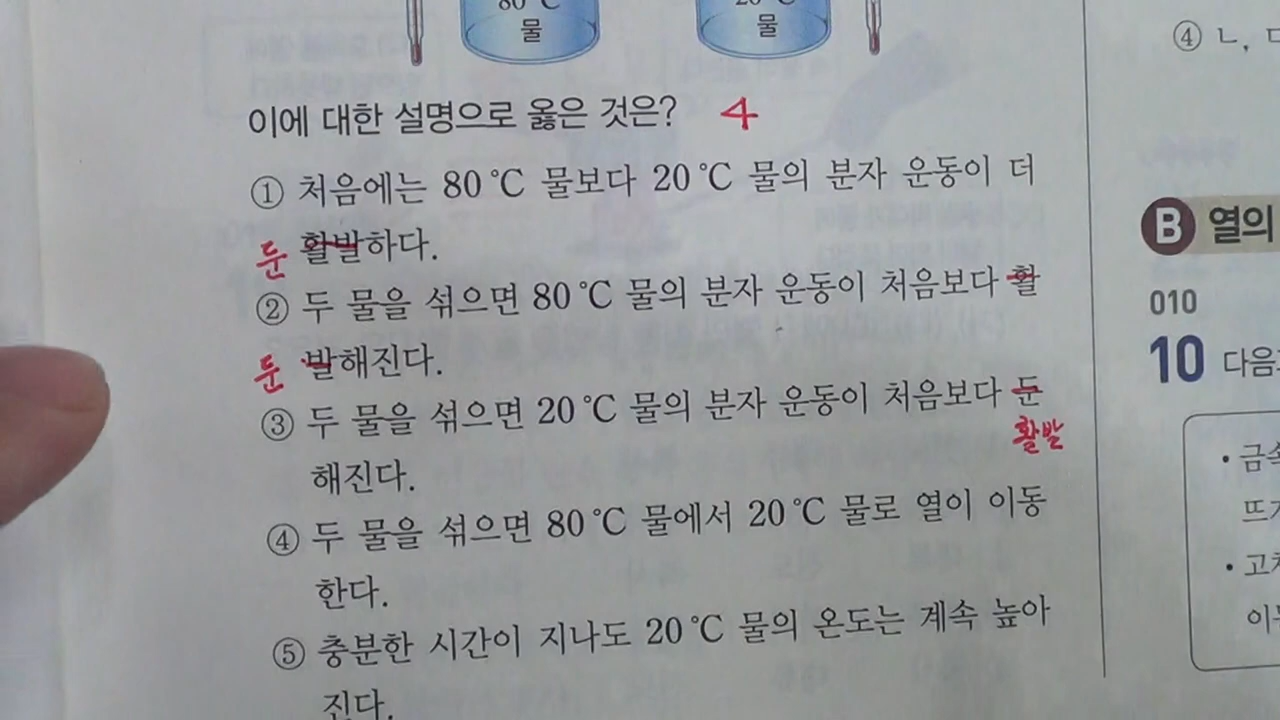 80 ℃
물
20 ℃
물
이에 대한 설명으로 옳은 것은? 4
① 처음에는 80 ℃ 물보다 20 ℃ 물의 분자 운동이 더
둔 활발하다.
② 두 물을 섞으면 80 ℃ 물의 분자 운동이 처음보다 활
둔 발해진다.
③ 두 물을 섞으면 20 ℃ 물의 분자 운동이 처음보다 둔
활발
해진다.
④ 두 물을 섞으면 80 ℃ 물에서 20 ℃ 물로 열이 이동
한다.
⑤ 충분한 시간이 지나도 20 ℃ 물의 온도는 계속 높아
진다.
④ ㄴ, ㄷ
B 열의
010
10 다음
• 금속
뜨거
• 고체